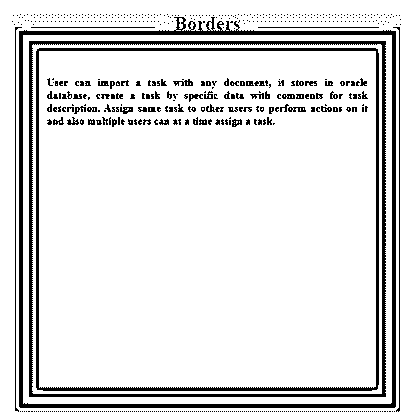 Borders
User can import a task with any document, it stores in oracle
database, create a task by specific data with comments for task
description. Assign same task to other users to perform actions on it
and also multiple users can at a time assign a task.